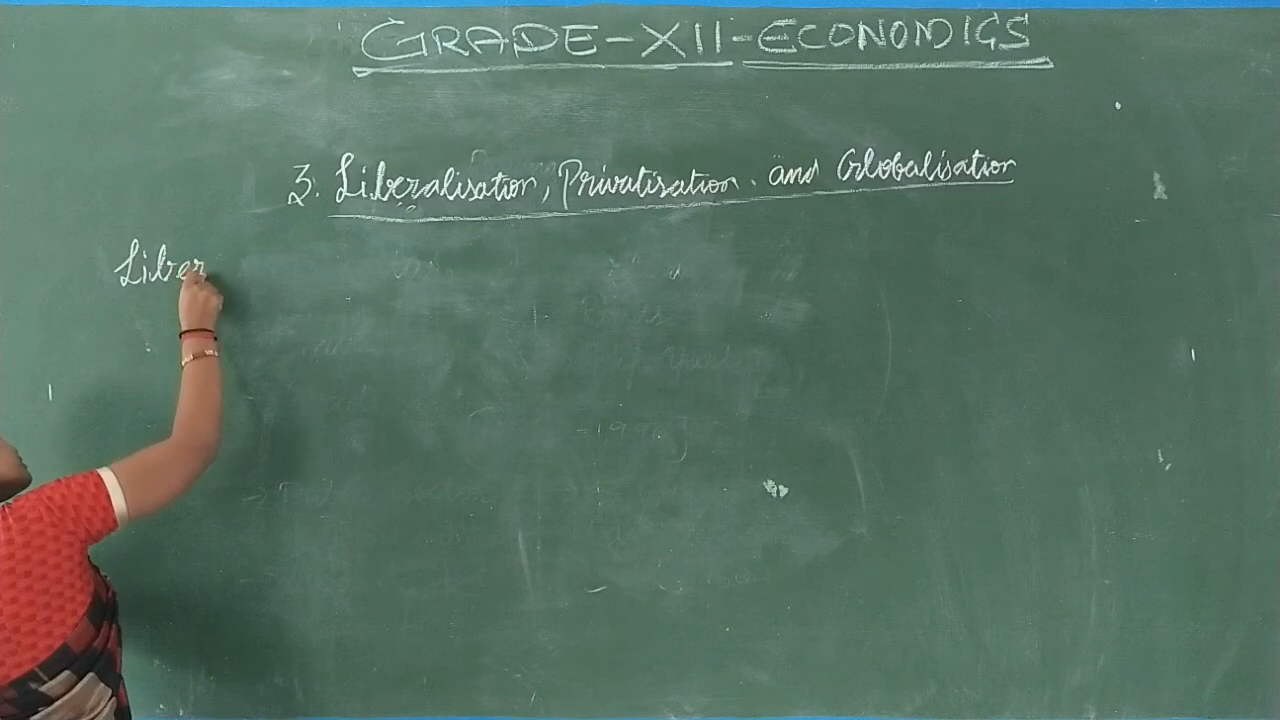 GRADE-XII-ECONOMICS
3. Liberalisation, Privatisation. and Globalisation
Liber